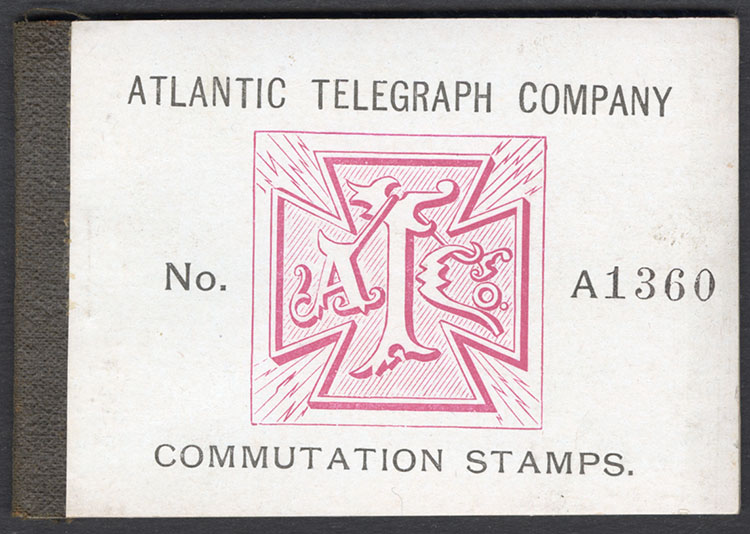 ATLANTIC TELEGRAPH COMPANY
ATCo.
No. A1360
COMMUTATION STAMPS.